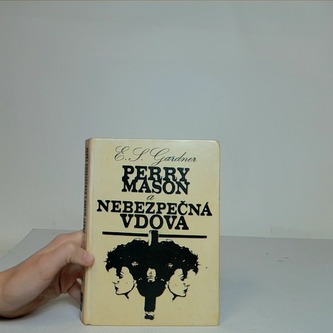 E. S. Gardner
PERRY
MASON
a
NEBEZPEČNÁ
VDOVA